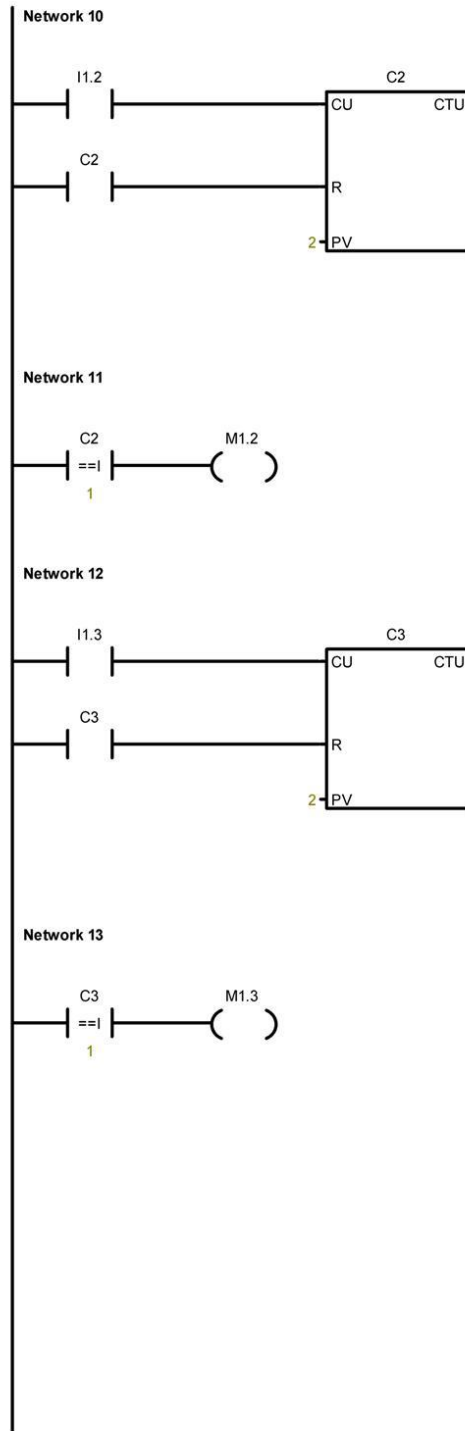 Network 10
I1.2 C2
CU CTU
C2
R
2 PV
Network 11
C2 M1.2
==I
1
Network 12
I1.3 C3
CU CTU
C3
R
2 PV
Network 13
C3 M1.3
==I
1